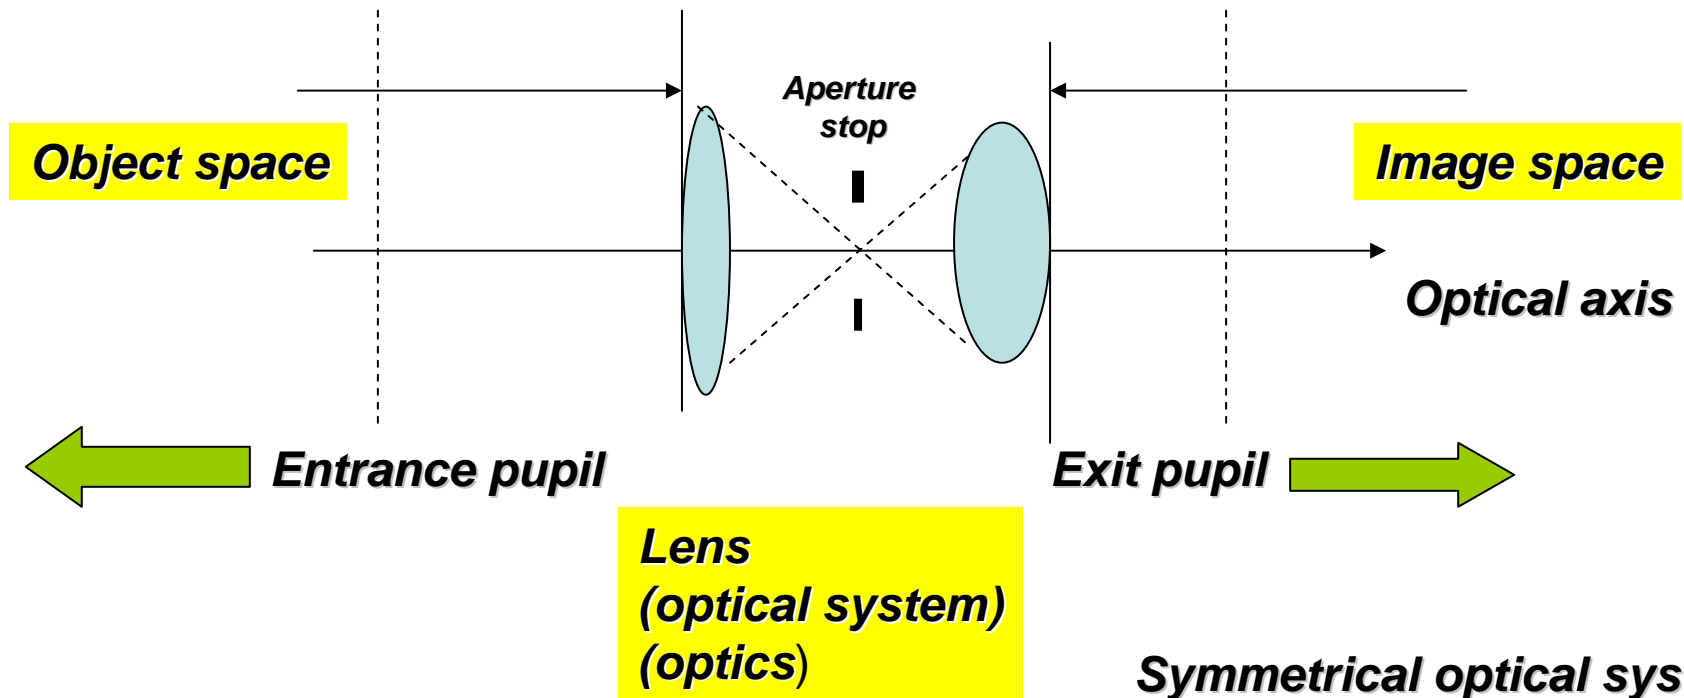 Aperture
stop
Object space
Image space
Optical axis
Entrance pupil
Exit pupil
Lens
(optical system)
(optics)
Symmetrical optical sys